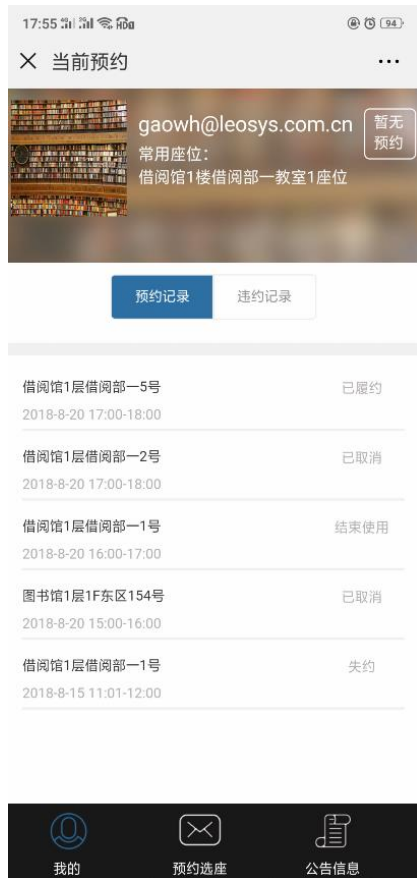 17:55
94
当前预约
gaowh@leosys.com.cn
暂无
预约
常用座位:
借阅馆1楼借阅部一教室1座位
预约记录
违约记录
借阅馆1层借阅部一5号
已履约
2018-8-20 17:00-18:00
借阅馆1层借阅部一2号
已取消
2018-8-20 17:00-18:00
借阅馆1层借阅部一1号
结束使用
2018-8-20 16:00-17:00
图书馆1层1F东区154号
已取消
2018-8-20 15:00-16:00
借阅馆1层借阅部一1号
失约
2018-8-15 11:01-12:00
我的
预约选座
公告信息